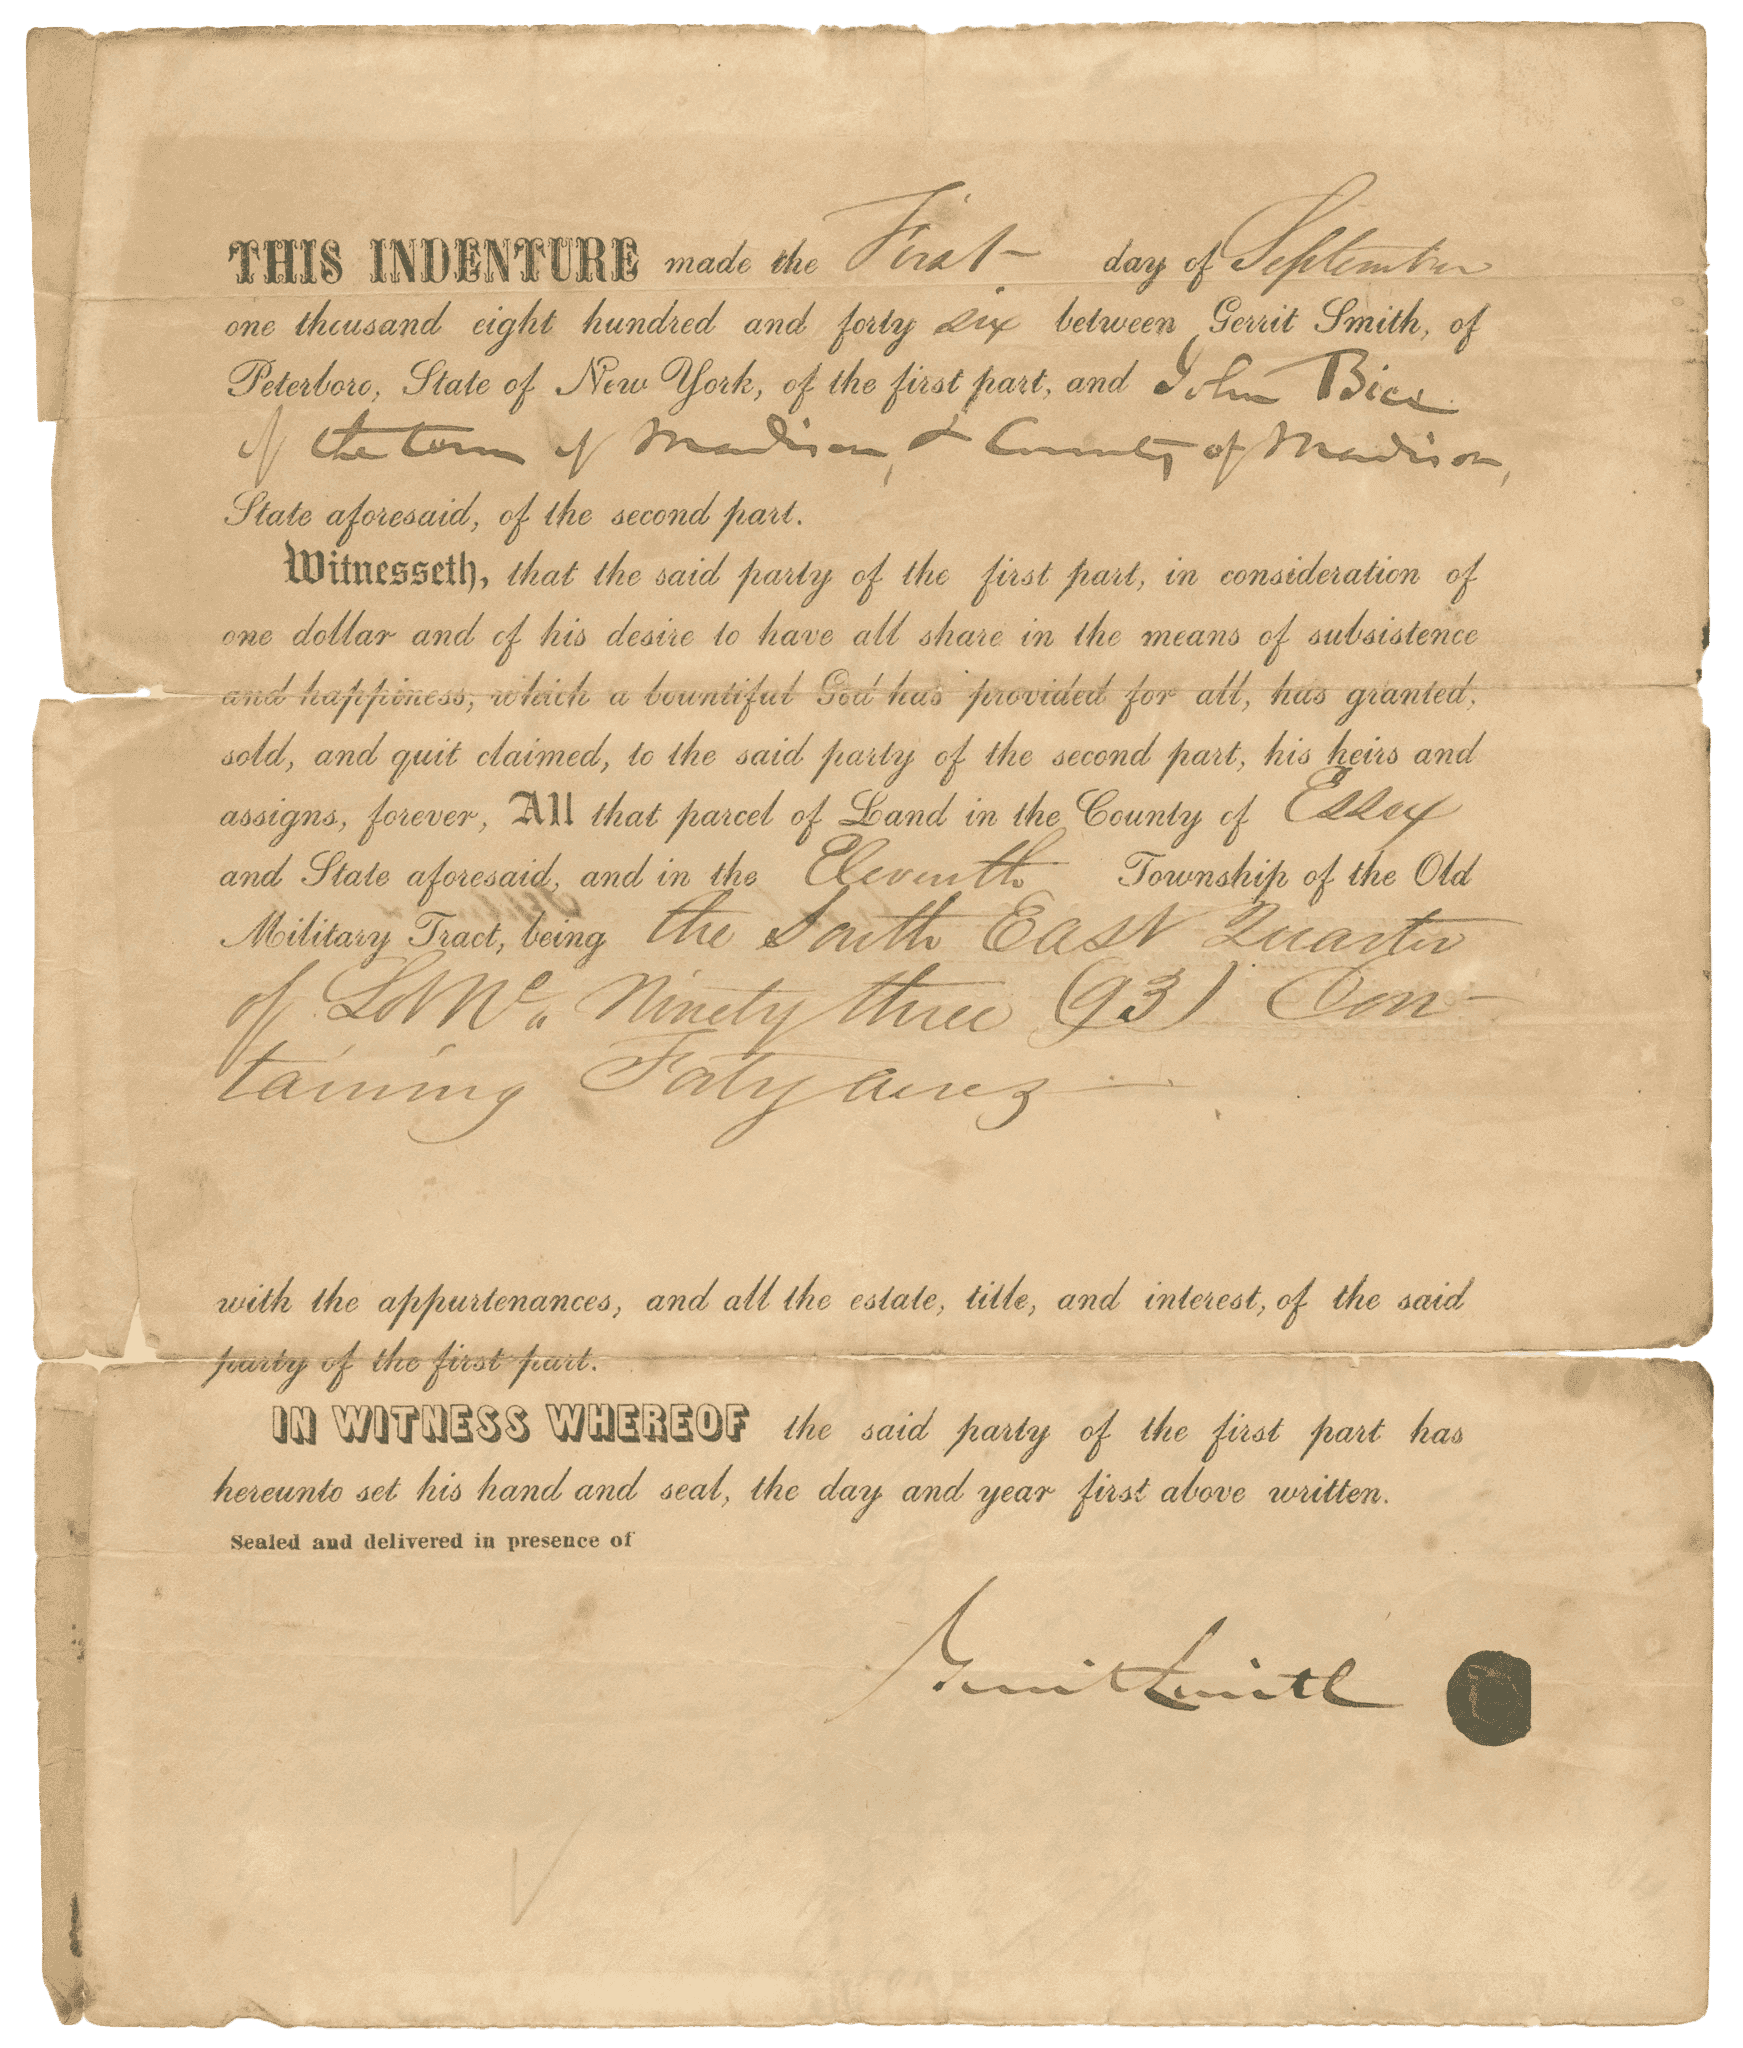 THIS INDENTURE made the First day of September
one thousand eight hundred and forty six between Gerrit Smith, of
Peterboro, State of New York, of the first part, and John Bice
of the town of Madison, & County of Madison,
State aforesaid, of the second part.
Witnesseth, that the said party of the first part, in consideration of
one dollar and of his desire to have all share in the means of subsistence
and happiness, which a bountiful God has provided for all, has granted,
sold, and quit claimed, to the said party of the second part, his heirs and
assigns, forever, All that parcel of Land in the County of Essex
and State aforesaid, and in the Eleventh Township of the Old
Military Tract, being the South East Quarter
of Lot No. Ninety three (93) Con-
taining Forty acres
with the appurtenances, and all the estate, title, and interest, of the said
party of the first part.
IN WITNESS WHEREOF the said party of the first part has
hereunto set his hand and seal, the day and year first above written.
Sealed and delivered in presence of
Gerrit Smith